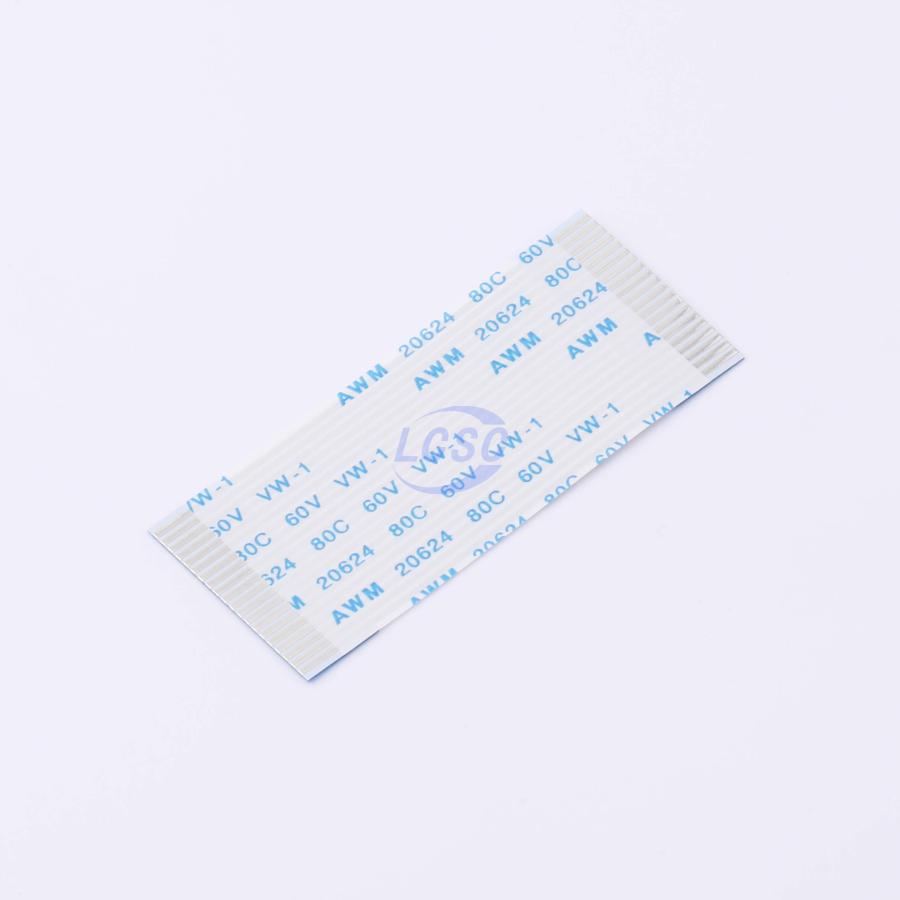 AWM 20624 80C 60V
AWM 20624 80C
AWM 20624
AWM
A
LCSC
VW-1
60V VW-1
80C 60V VW-1
624 80C 60V VW-1
M 20624 80C 60V VW-1
AWM 20624 80C 60V VW-1
AWM 20624 80C 60V VW-1